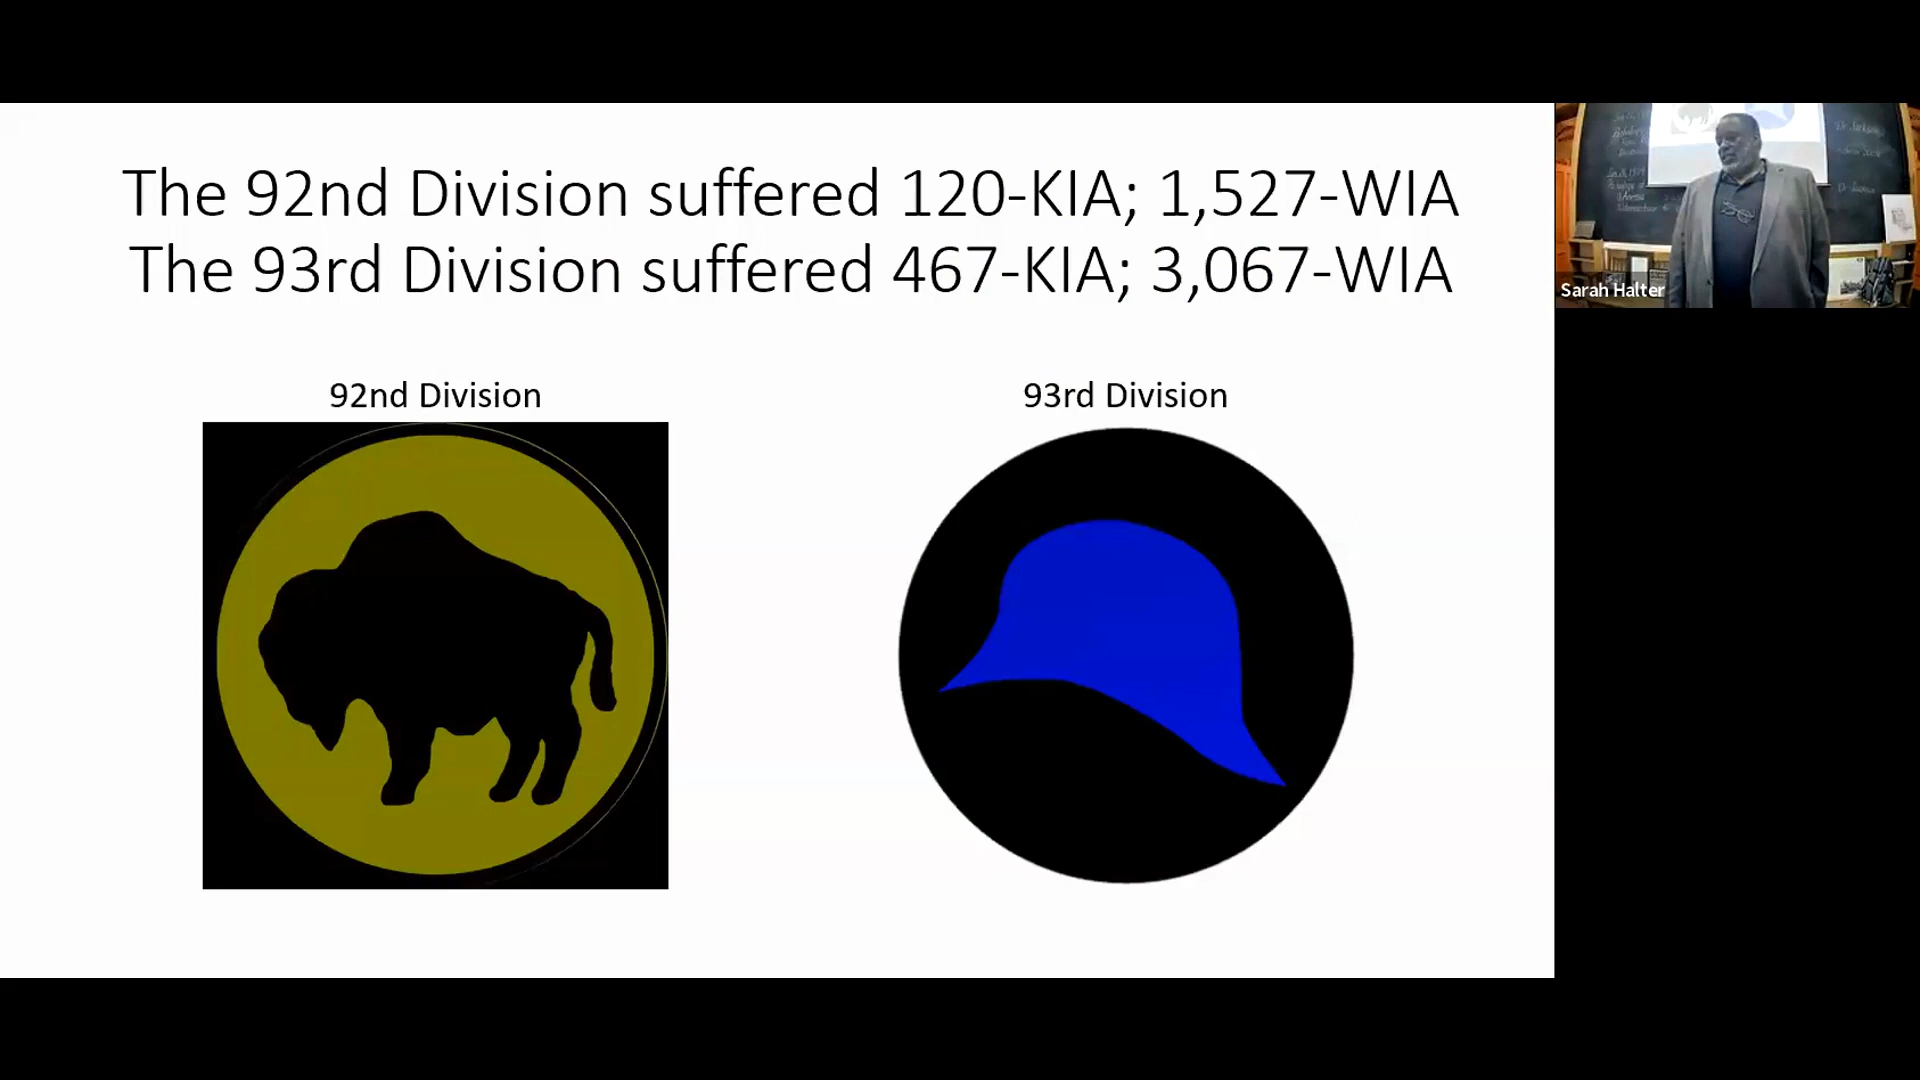 The 92nd Division suffered 120-KIA; 1,527-WIA
The 93rd Division suffered 467-KIA; 3,067-WIA
92nd Division
93rd Division
Sarah Halter